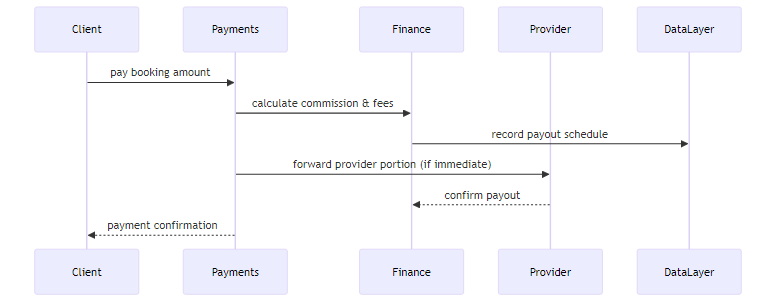 Client
Payments
Finance
Provider
DataLayer
pay booking amount
calculate commission & fees
record payout schedule
forward provider portion (if immediate)
confirm payout
payment confirmation
Client
Payments
Finance
Provider
DataLayer